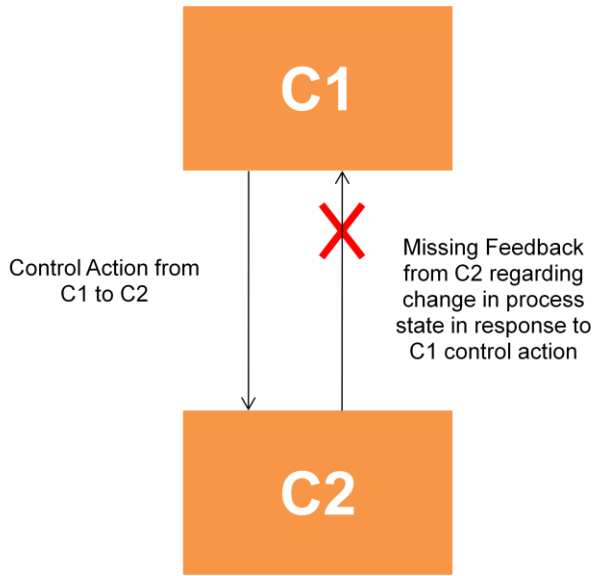 C1
Control Action from
C1 to C2
Missing Feedback
from C2 regarding
change in process
state in response to
C1 control action
C2